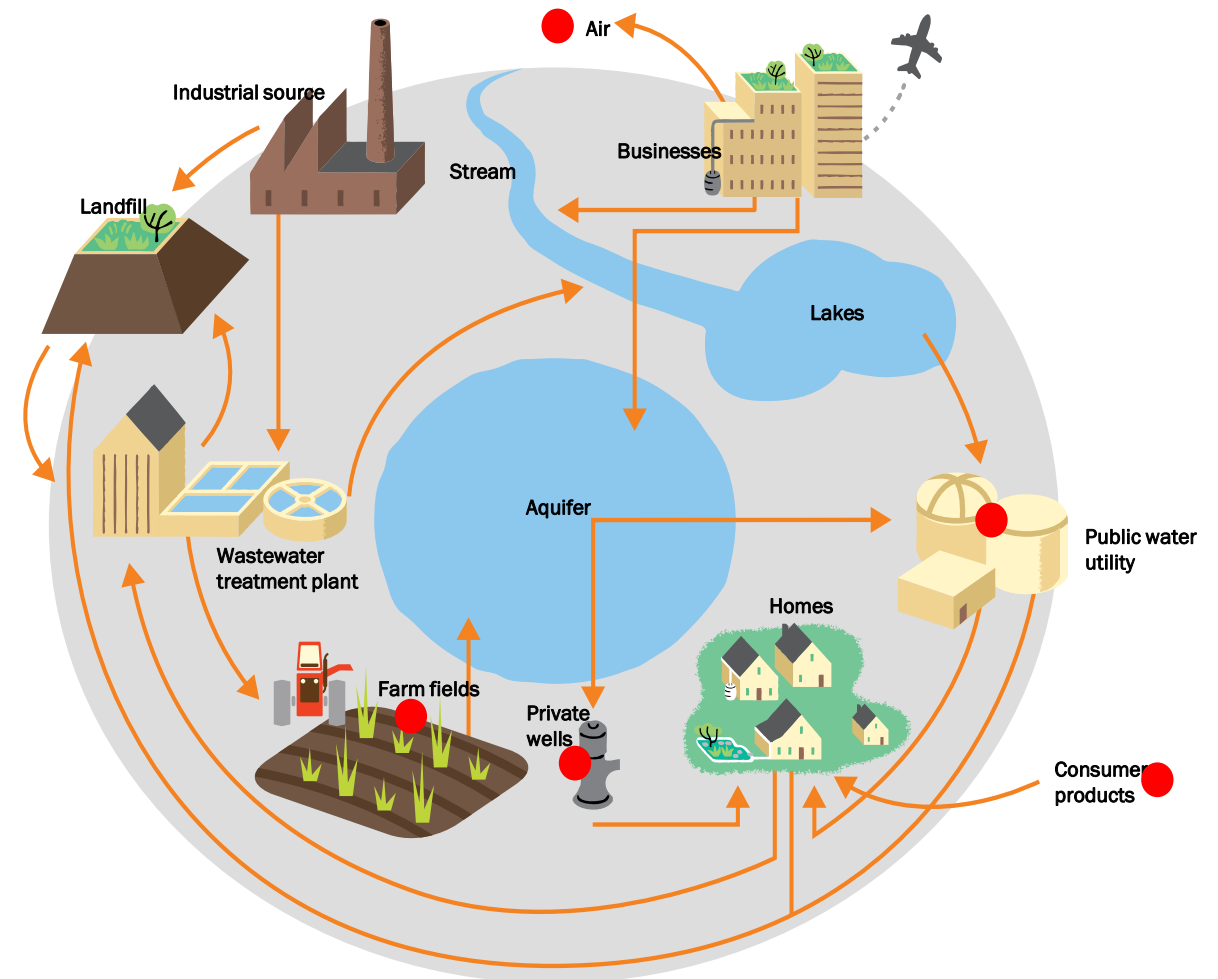 Air
Industrial source
Businesses
Stream
Landfill
Lakes
Aquifer
Public water
utility
Wastewater
treatment plant
Homes
Farm fields
Private
wells
Consumer
products